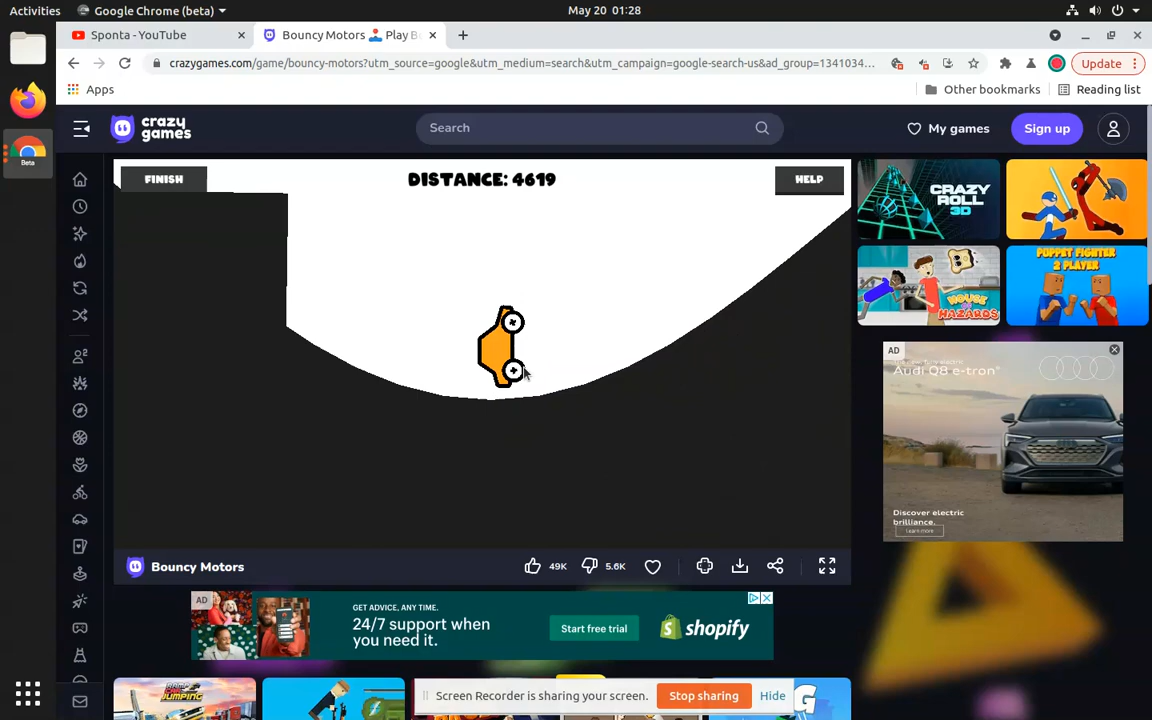 Activities
Google Chrome (beta)
May 20 01:28
Sponta - YouTube
Bouncy Motors 🕹️ Play B
crazygames.com/game/bouncy-motors?utm_source=google&utm_medium=search&utm_campaign=google-search-us&ad_group=1341034...
Update
Apps
Other bookmarks
Reading list
Beta
crazy games
Search
My games
Sign up
FINISH
DISTANCE: 4619
HELP
CRAZY ROLL 3D
HOUSE OF HAZARDS
PUPPET FIGHTER 2 PLAYER
AD
Audi Q8 e-tron*
Discover electric
brilliance.
Learn more
Bouncy Motors
49K
5.6K
AD
GET ADVICE, ANY TIME.
24/7 support when
you need it.
Start free trial
shopify
Screen Recorder is sharing your screen.
Stop sharing
Hide